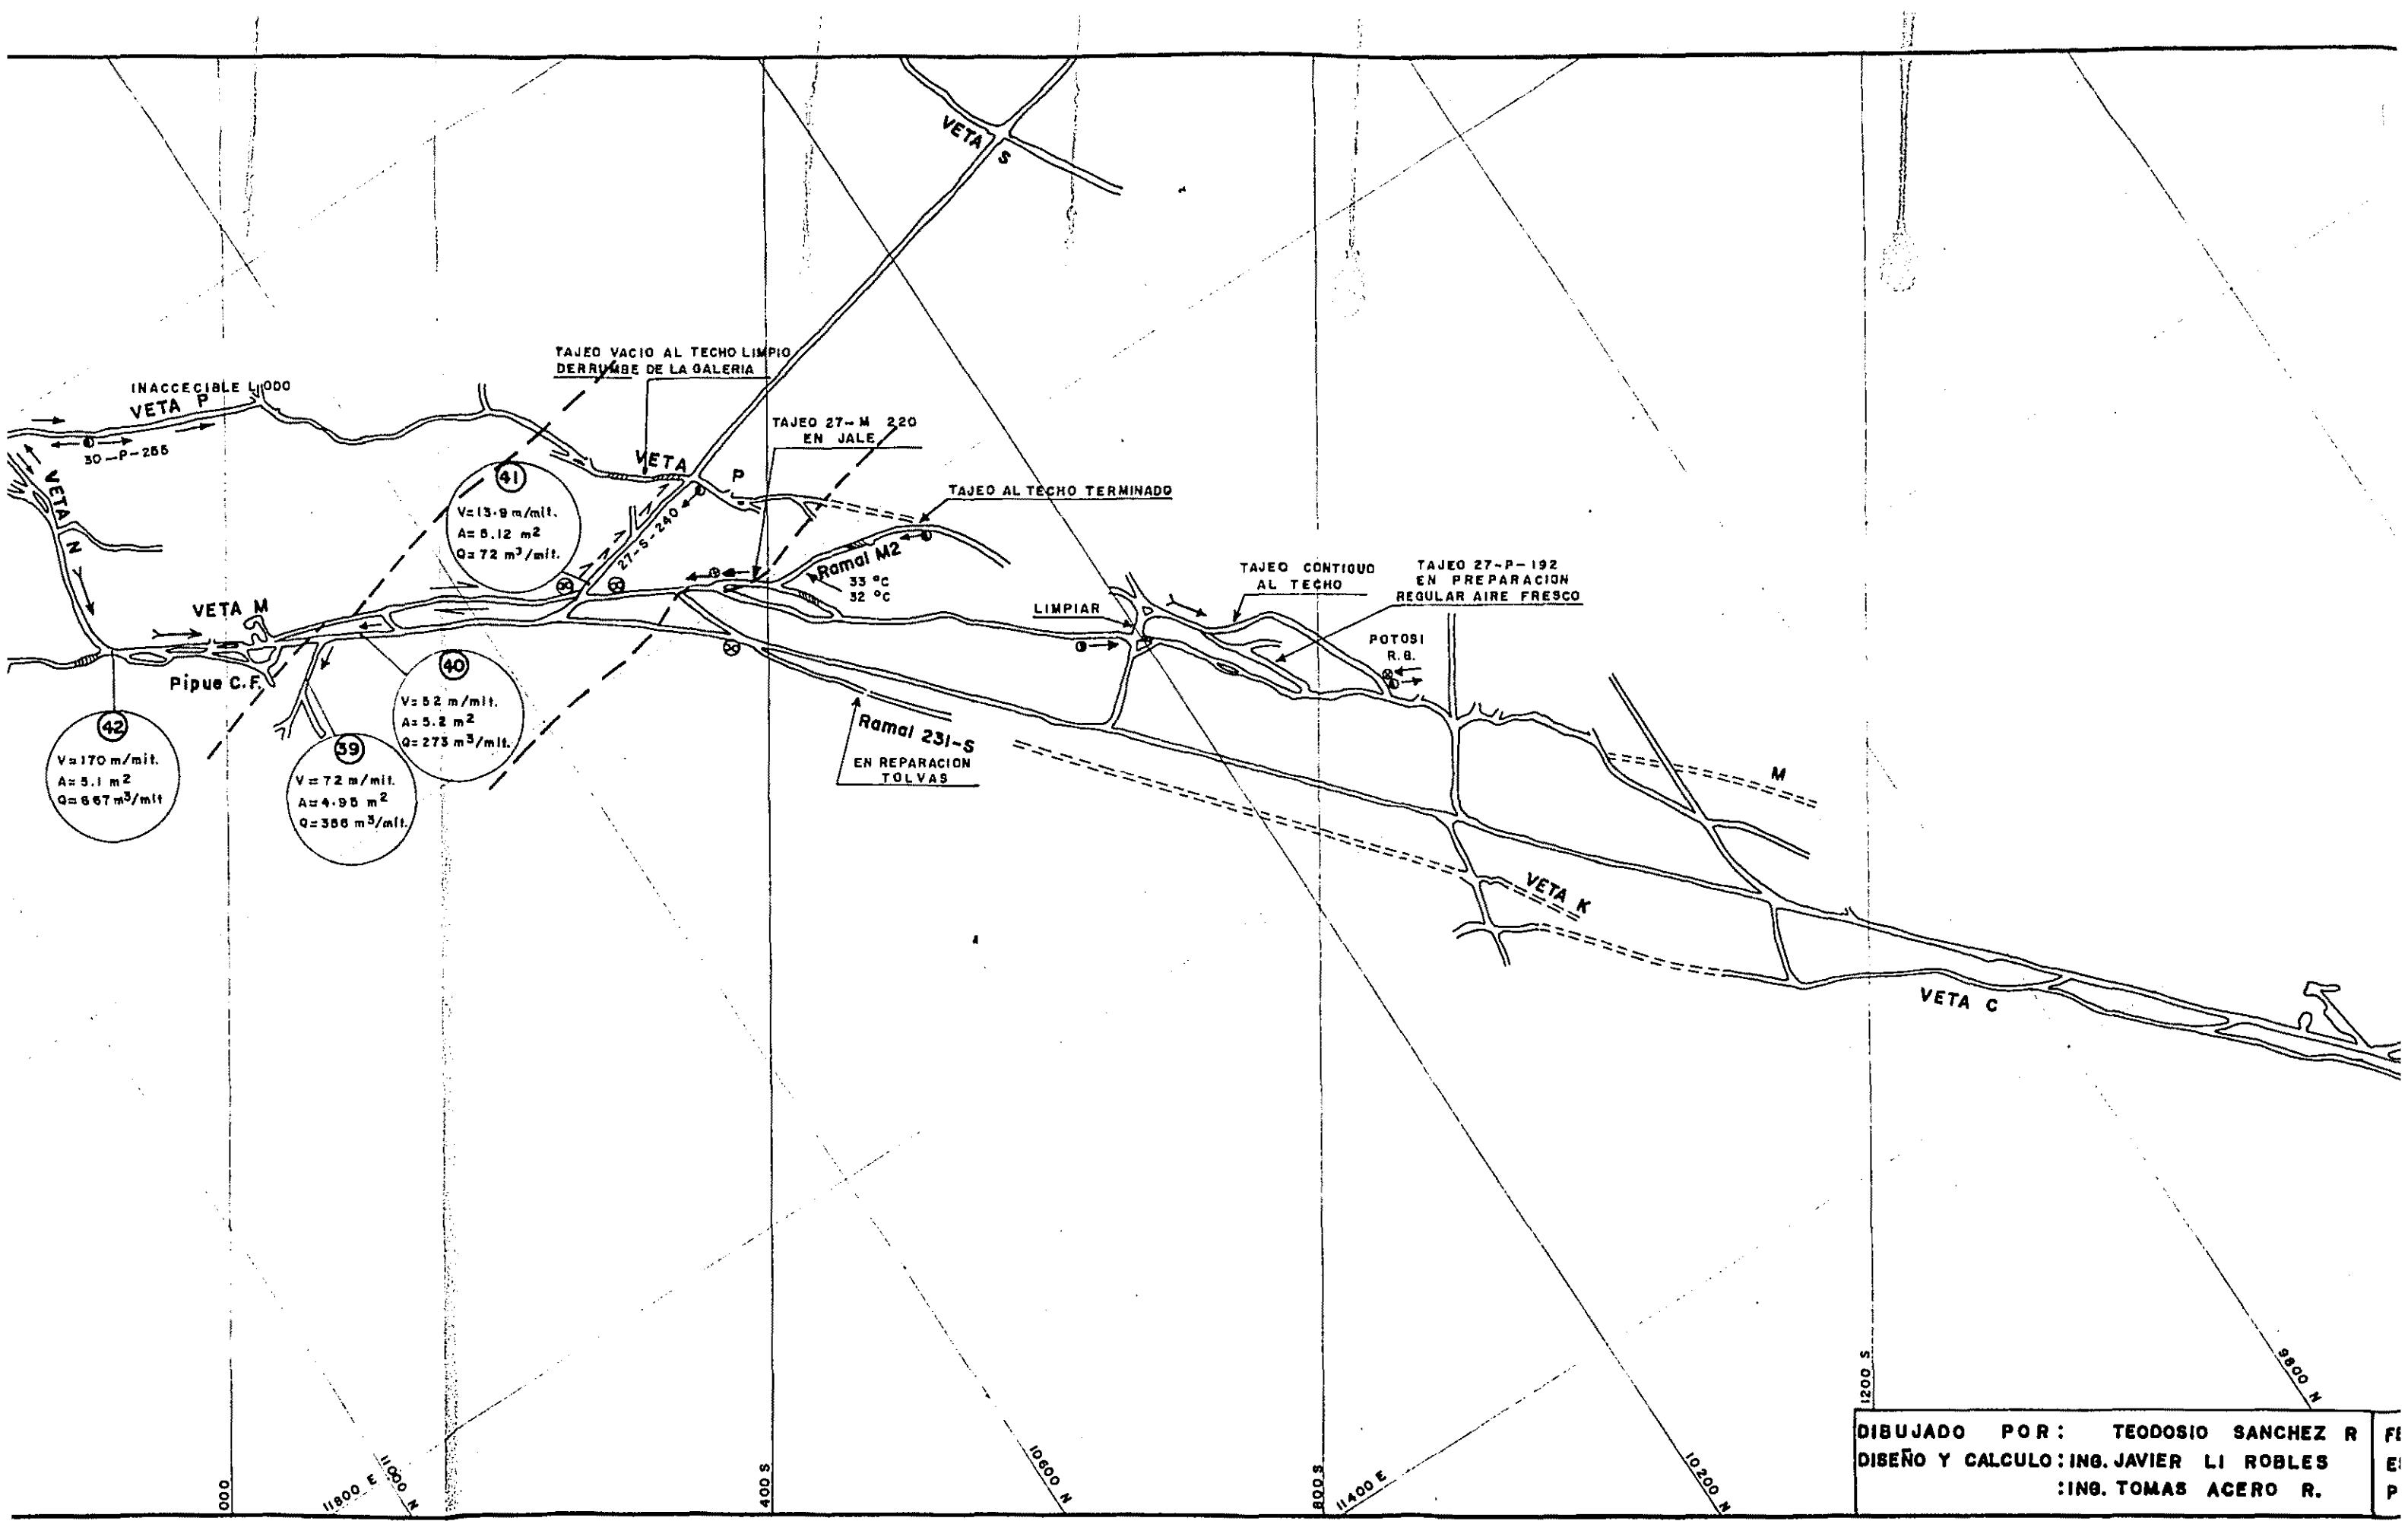 VETA S
TAJEO VACIO AL TECHO LIMPIO
DERRUMBE DE LA GALERIA
INACCECIBLE LODO
VETA P
30-P-255
TAJEO 27-M 220
EN JALE
VETA P
VETA N
41
V=13.9 m/mit.
A=5.12 m2
Q=72 m3/mit.
27-S-240
TAJEO AL TECHO TERMINADO
Ramal M2
33 °C
32 °C
TAJEO CONTIGUO
AL TECHO
TAJEO 27-P-192
EN PREPARACION
REGULAR AIRE FRESCO
LIMPIAR
POTOSI
R.B.
VETA M
Pipue C.F.
40
V=52 m/mit.
A=5.2 m2
Q=273 m3/mit.
42
V=170 m/mit.
A=5.1 m2
Q=867 m3/mit
39
V=72 m/mit.
A=4.95 m2
Q=356 m3/mit.
Ramal 231-S
EN REPARACION
TOLVAS
M
VETA K
VETA C
000
11800 E
11000 N
400 S
10600 N
800 S
11400 E
10200 N
1200 S
9800 N
DIBUJADO POR: TEODOSIO SANCHEZ R
DISEÑO Y CALCULO: ING. JAVIER LI ROBLES
:ING. TOMAS ACERO R.